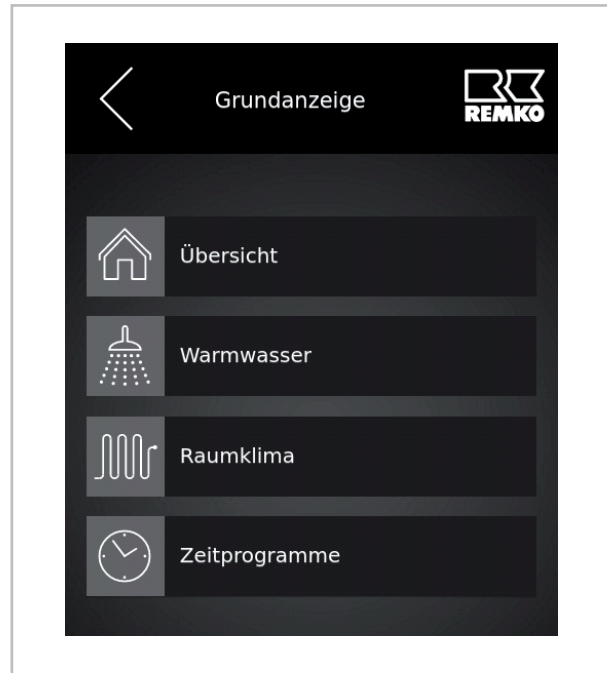 Grundanzeige
REMKO
Übersicht
Warmwasser
Raumklima
Zeitprogramme